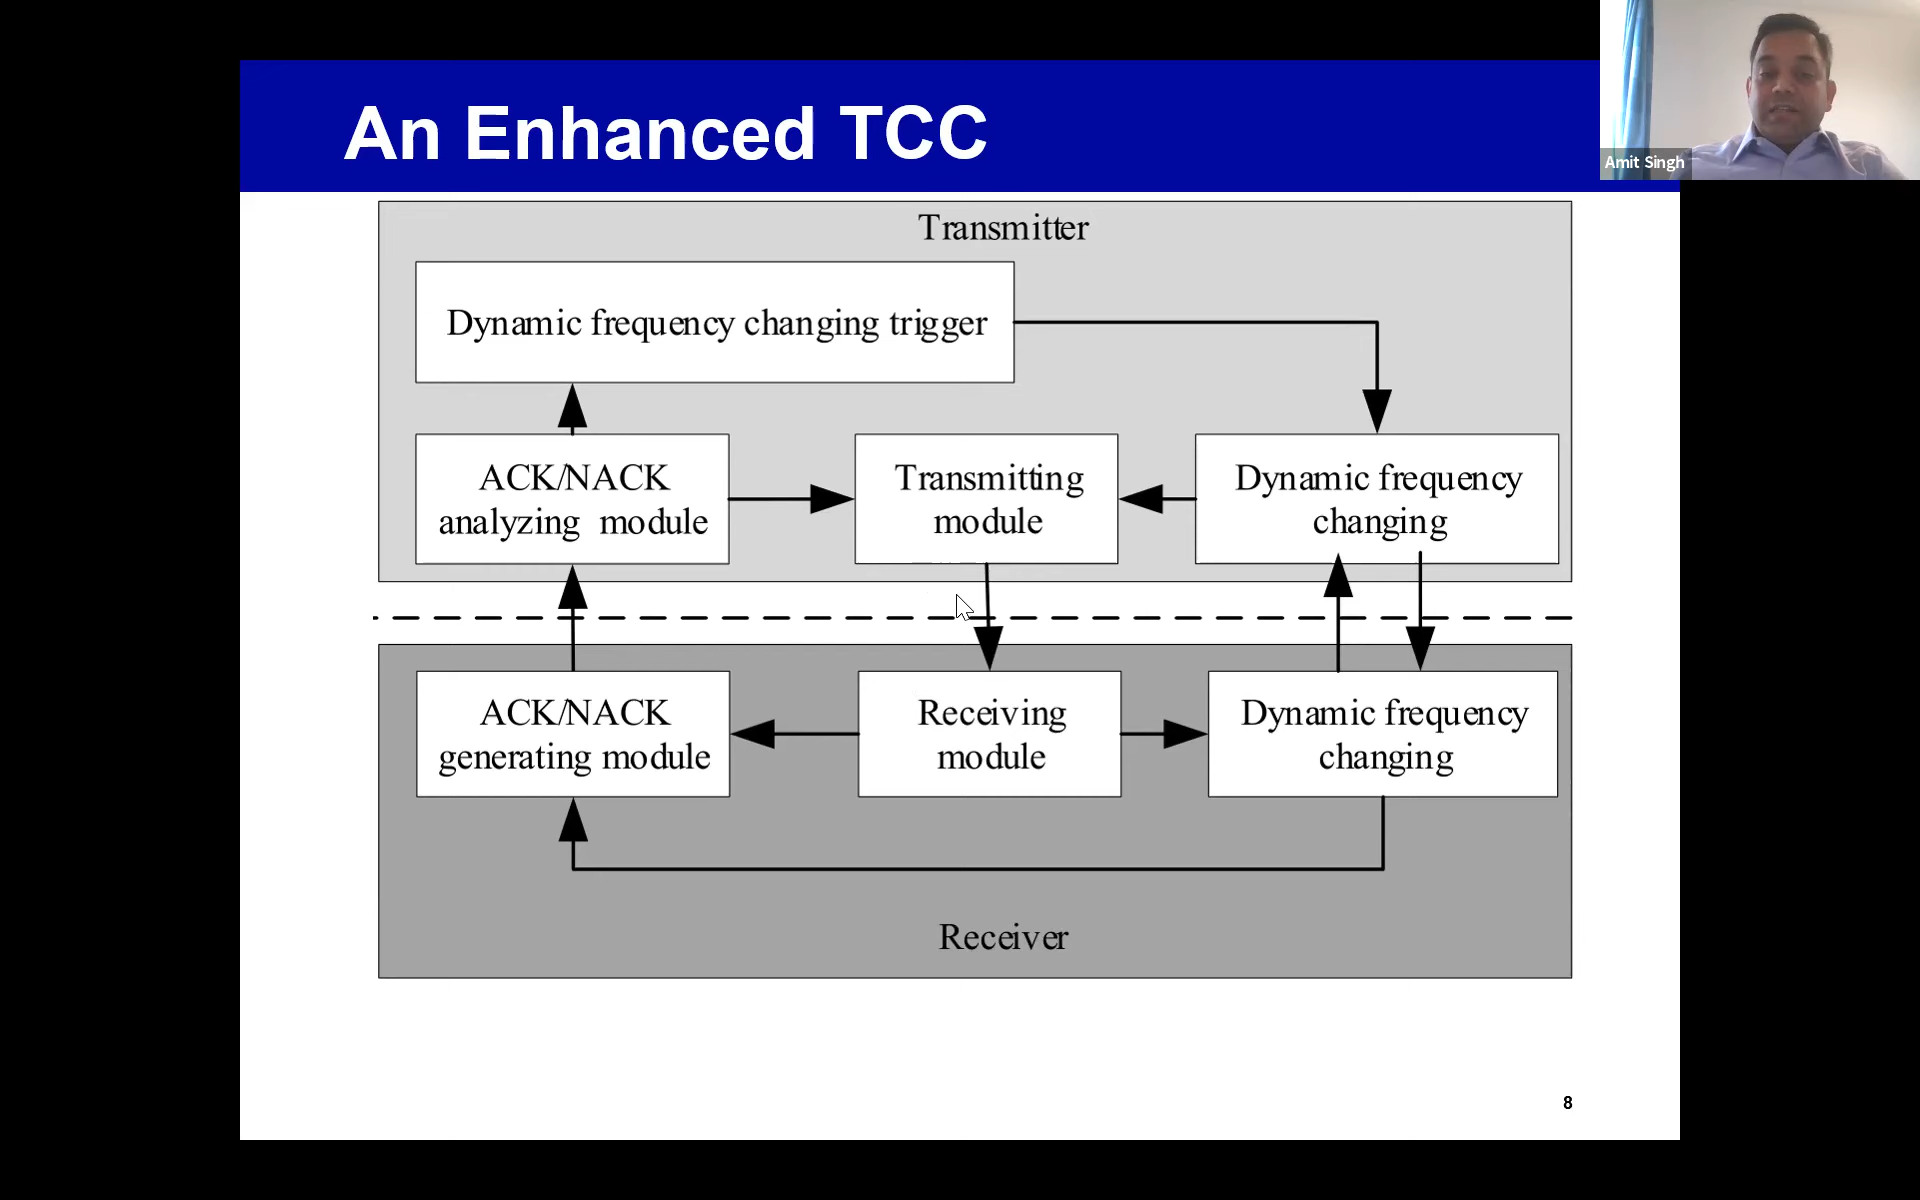 An Enhanced TCC
Amit Singh
Transmitter
Dynamic frequency changing trigger
ACK/NACK
analyzing module
Transmitting
module
Dynamic frequency
changing
ACK/NACK
generating module
Receiving
module
Dynamic frequency
changing
Receiver
8